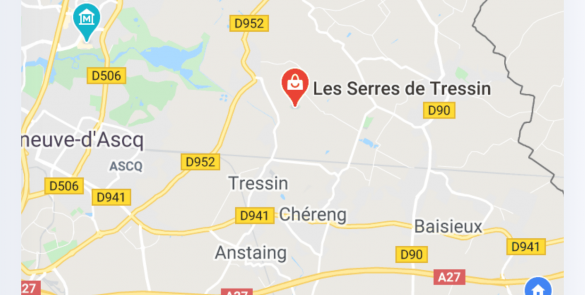 D952
D506
Les Serres de Tressin
D90
neuve-d'Ascq
ASCQ
D952
D506
D941
Tressin
D941
Chéreng
Baisieux
D941
Anstaing
D90
A27
27
A27